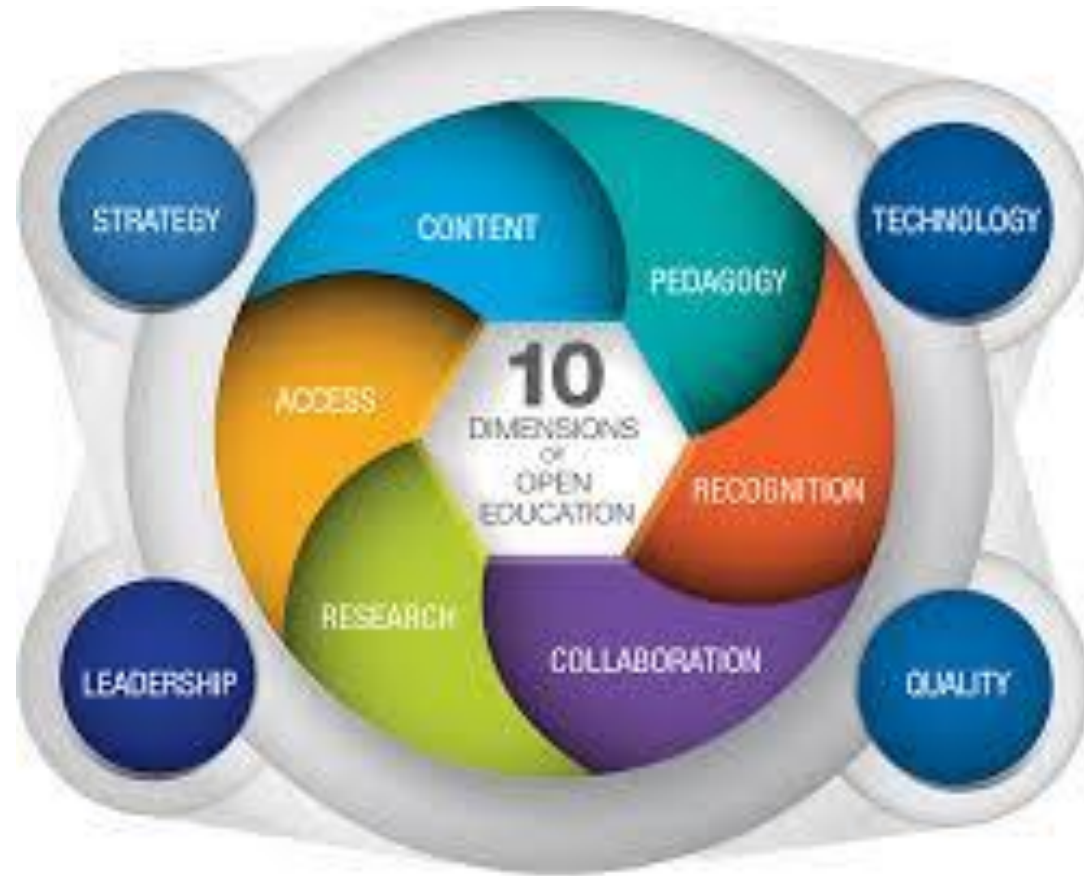 STRATEGY
CONTENT
TECHNOLOGY
PEDAGOGY
ACCESS
10
DIMENSIONS
OF
OPEN
EDUCATION
RECOGNITION
RESEARCH
COLLABORATION
LEADERSHIP
QUALITY